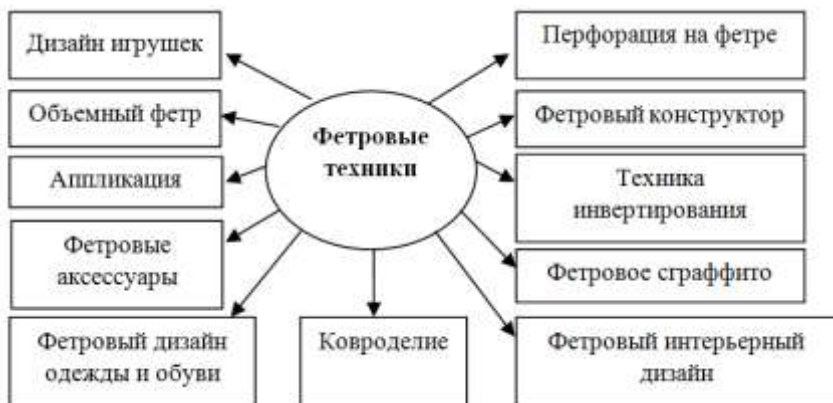 Дизайн игрушек
Объемный фетр
Аппликация
Фетровые
аксессуары
Фетровый дизайн
одежды и обуви
Фетровые
техники
Ковроделие
Перфорация на фетре
Фетровый конструктор
Техника
инвертирования
Фетровое сграффито
Фетровый интерьерный
дизайн